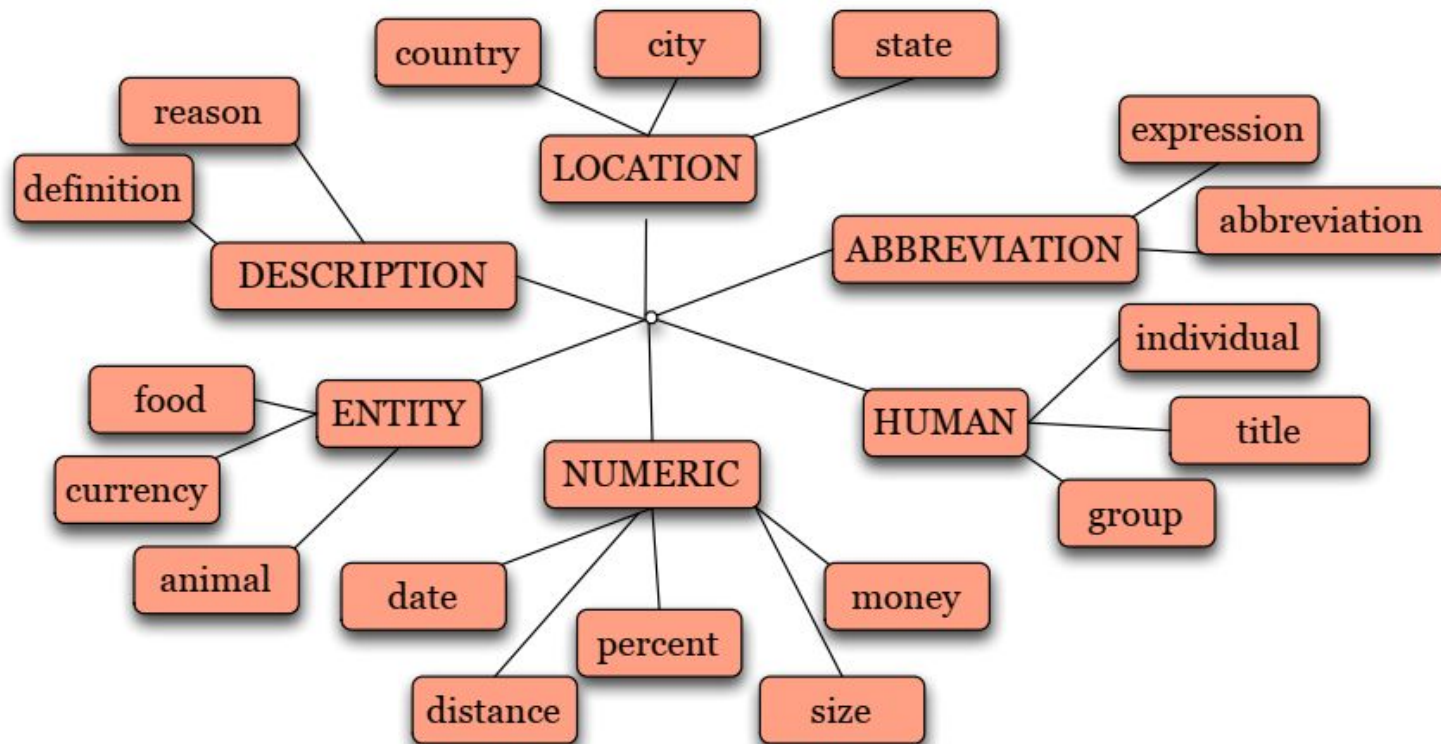 country
city
state
reason
LOCATION
expression
definition
abbreviation
ABBREVIATION
DESCRIPTION
individual
food
ENTITY
HUMAN
title
currency
NUMERIC
group
animal
date
money
percent
distance
size